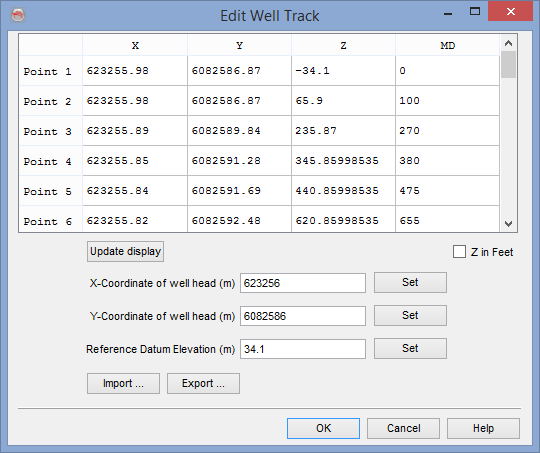 Edit Well Track
X Y Z MD
Point 1 623255.98 6082586.87 -34.1 0
Point 2 623255.98 6082586.87 65.9 100
Point 3 623255.89 6082589.84 235.87 270
Point 4 623255.85 6082591.28 345.85998535 380
Point 5 623255.84 6082591.69 440.85998535 475
Point 6 623255.82 6082592.48 620.85998535 655
Update display Z in Feet
X-Coordinate of well head (m) 623256 Set
Y-Coordinate of well head (m) 6082586 Set
Reference Datum Elevation (m) 34.1 Set
Import ... Export ...
OK Cancel Help